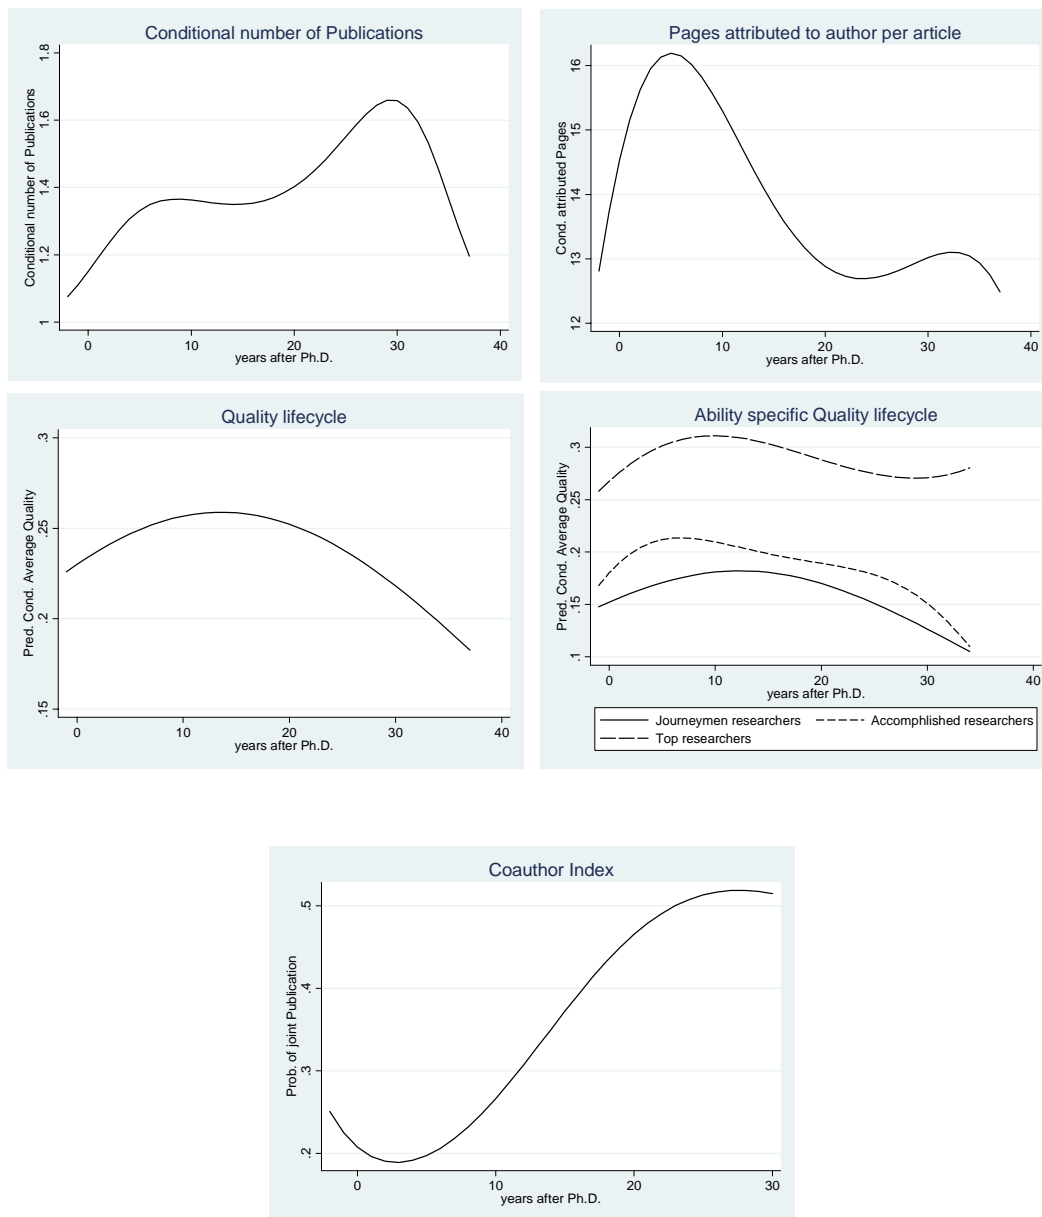 Conditional number of Publications
Conditional number of Publications
1 1.2 1.4 1.6 1.8
0 10 20 30 40
years after Ph.D.
Pages attributed to author per article
Cond. attributed Pages
12 13 14 15 16
0 10 20 30 40
years after Ph.D.
Quality lifecycle
Pred. Cond. Average Quality
.15 .2 .25 .3
0 10 20 30 40
years after Ph.D.
Ability specific Quality lifecycle
Pred. Cond. Average Quality
.1 .15 .2 .25 .3
0 10 20 30 40
years after Ph.D.
Journeymen researchers Accomphlished researchers
Top researchers
Coauthor Index
Prob. of joint Publication
.2 .3 .4 .5
0 10 20 30
years after Ph.D.